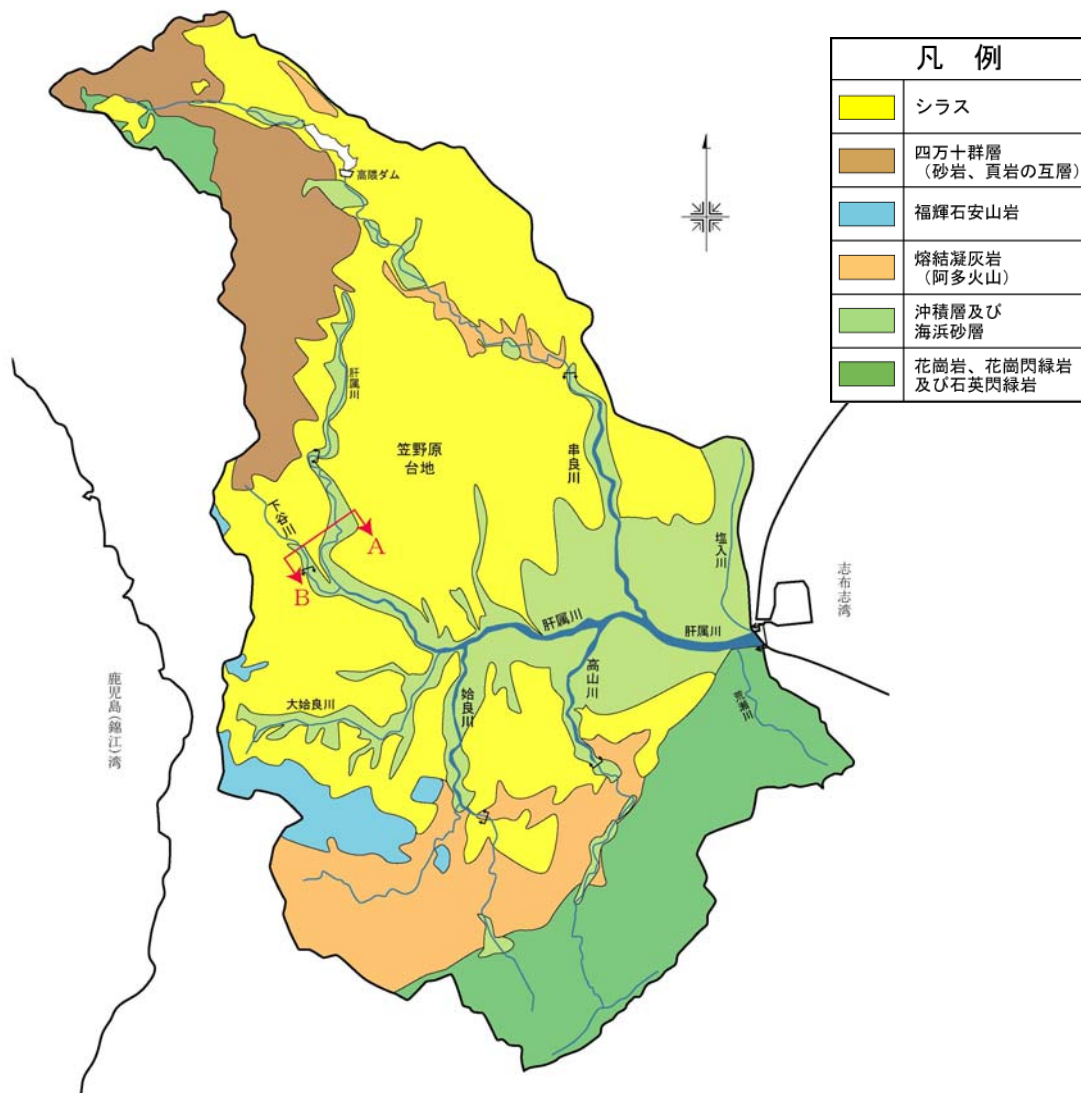 凡 例
シラス
四万十群層
（砂岩、頁岩の互層）
福輝石安山岩
熔結凝灰岩
（阿多火山）
沖積層及び
海浜砂層
花崗岩、花崗閃緑岩
及び石英閃緑岩
高隈ダム
肝属川
笠野原
台地
串良川
下谷川
A
B
塩入川
志布志湾
肝属川
肝属川
高山川
荒瀬川
姶良川
大姶良川
鹿児島(錦江)湾